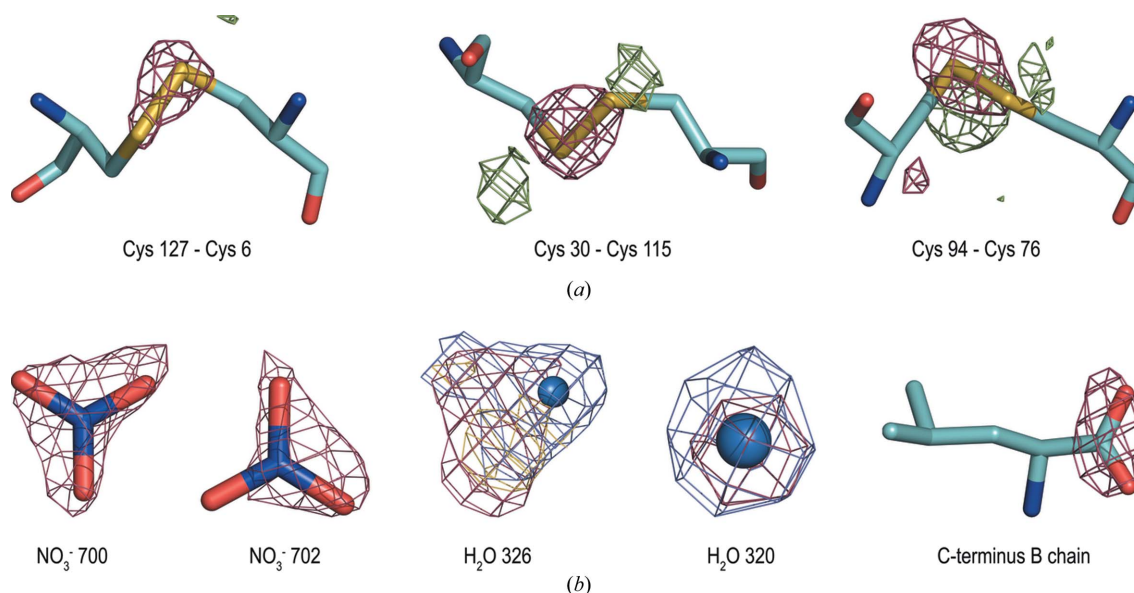 Cys 127 - Cys 6 Cys 30 - Cys 115 Cys 94 - Cys 76
(a)
NO₃⁻ 700 NO₃⁻ 702 H₂O 326 H₂O 320 C-terminus B chain
(b)